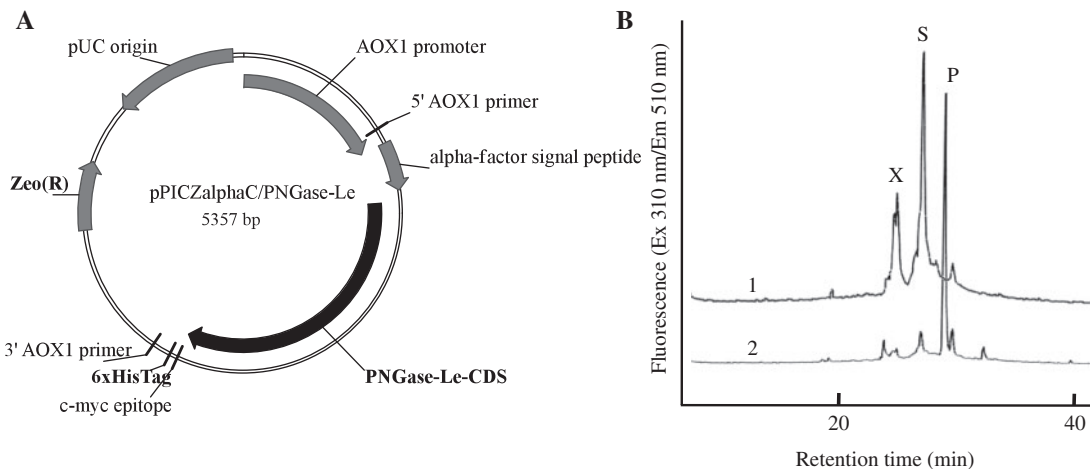 A
pUC origin
AOX1 promoter
5' AOX1 primer
alpha-factor signal peptide
Zeo(R)
pPICZalphaC/PNGase-Le
5357 bp
3' AOX1 primer
6xHisTag
c-myc epitope
PNGase-Le-CDS
B
S
P
X
1
2
Fluorescence (Ex 310 nm/Em 510 nm)
20
40
Retention time (min)